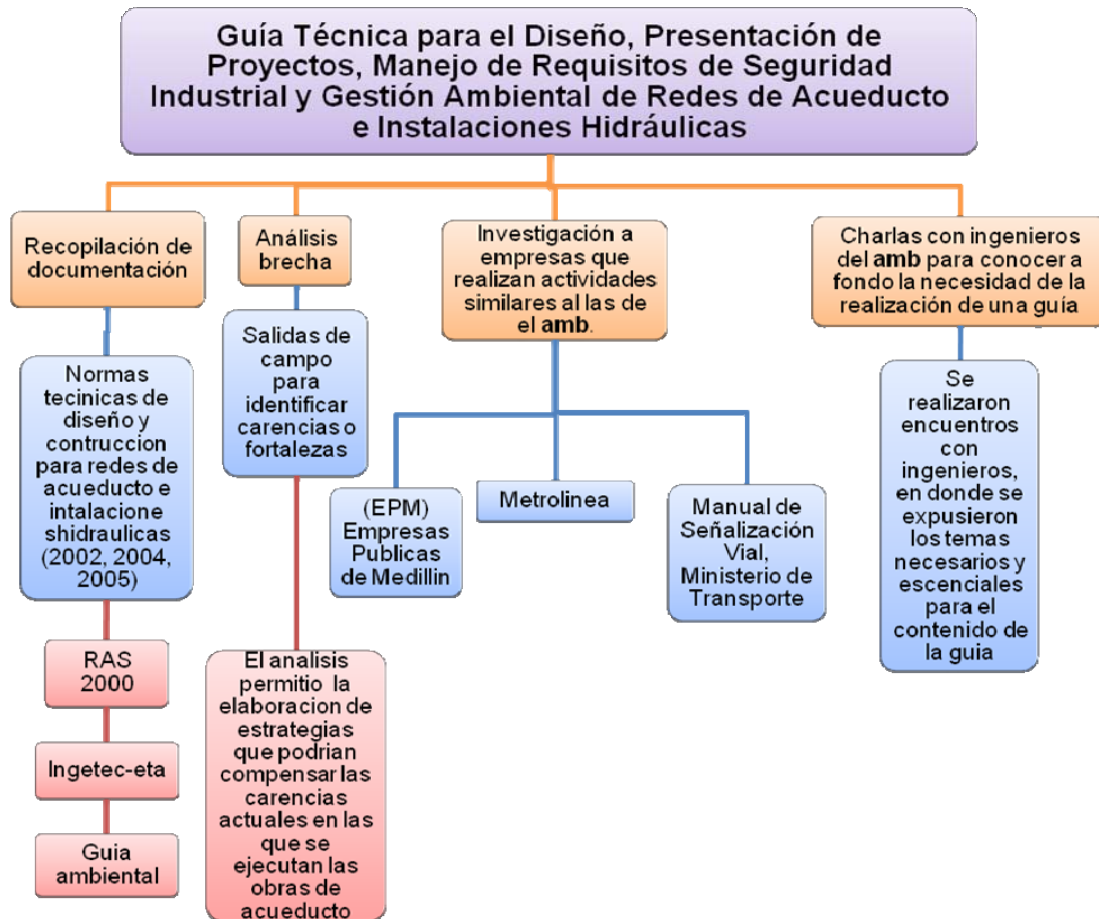 Guía Técnica para el Diseño, Presentación de
Proyectos, Manejo de Requisitos de Seguridad
Industrial y Gestión Ambiental de Redes de Acueducto
e Instalaciones Hidráulicas
Recopilación de
documentación
Normas
tecinicas de
diseño y
contruccion
para redes de
acueducto e
intalacione
shidraulicas
(2002, 2004,
2005)
RAS
2000
Ingetec-eta
Guia
ambiental
Análisis
brecha
Salidas de
campo
para
identificar
carencias o
fortalezas
El analisis
permitio la
elaboracion de
estrategias
que podrian
compensar las
carencias
actuales en las
que se
ejecutan las
obras de
acueducto
Investigación a
empresas que
realizan actividades
similares al las de
el amb.
(EPM)
Empresas
Publicas
de Medillin
Metrolinea
Manual de
Señalización
Vial,
Ministerio de
Transporte
Charlas con ingenieros
del amb para conocer a
fondo la necesidad de la
realización de una guía
Se
realizaron
encuentros
con
ingenieros,
en donde se
expusieron
los temas
necesarios y
escenciales
para el
contenido de
la guia